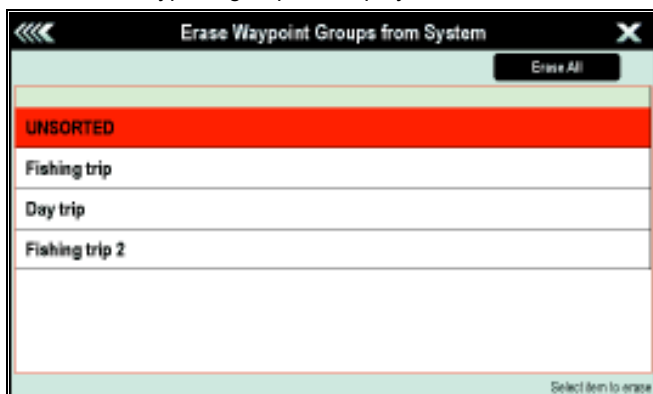 Erase Waypoint Groups from System
Erase All
UNSORTED
Fishing trip
Day trip
Fishing trip 2
Select item to erase